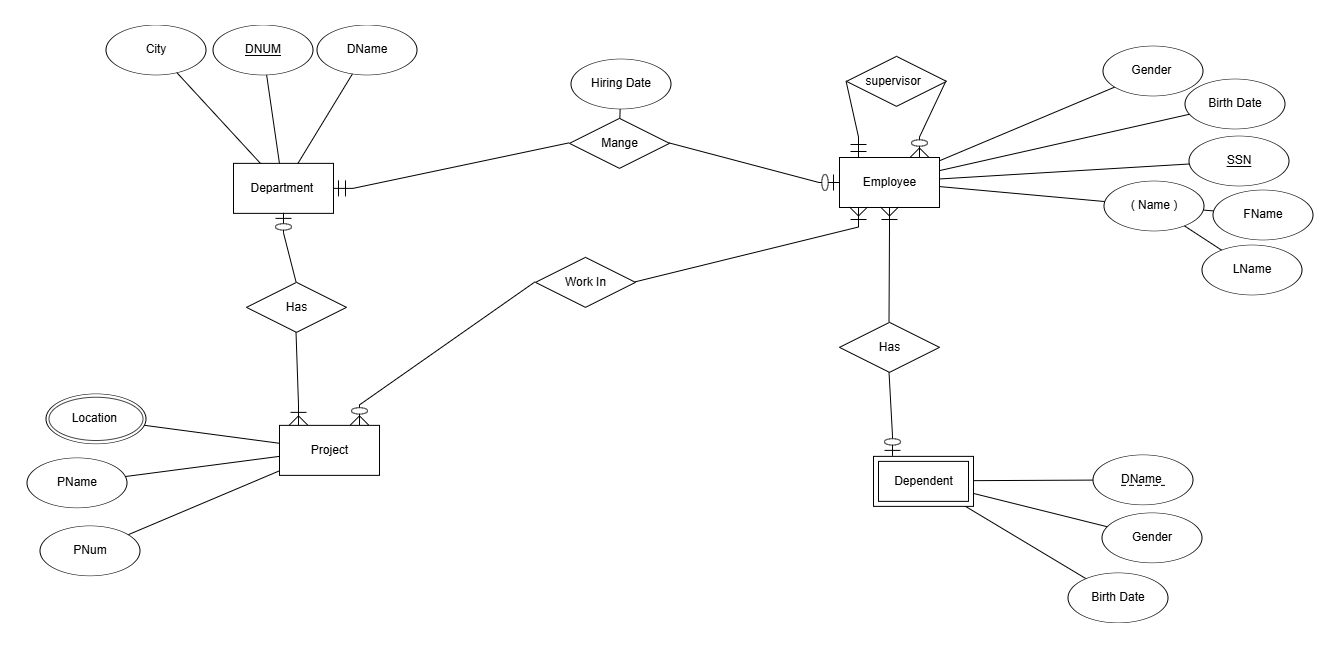 City
DNUM
DName
Hiring Date
Mange
supervisor
Gender
Birth Date
SSN
( Name )
FName
LName
Department
Employee
Has
Work In
Has
Location
PName
PNum
Project
Dependent
DName
Gender
Birth Date